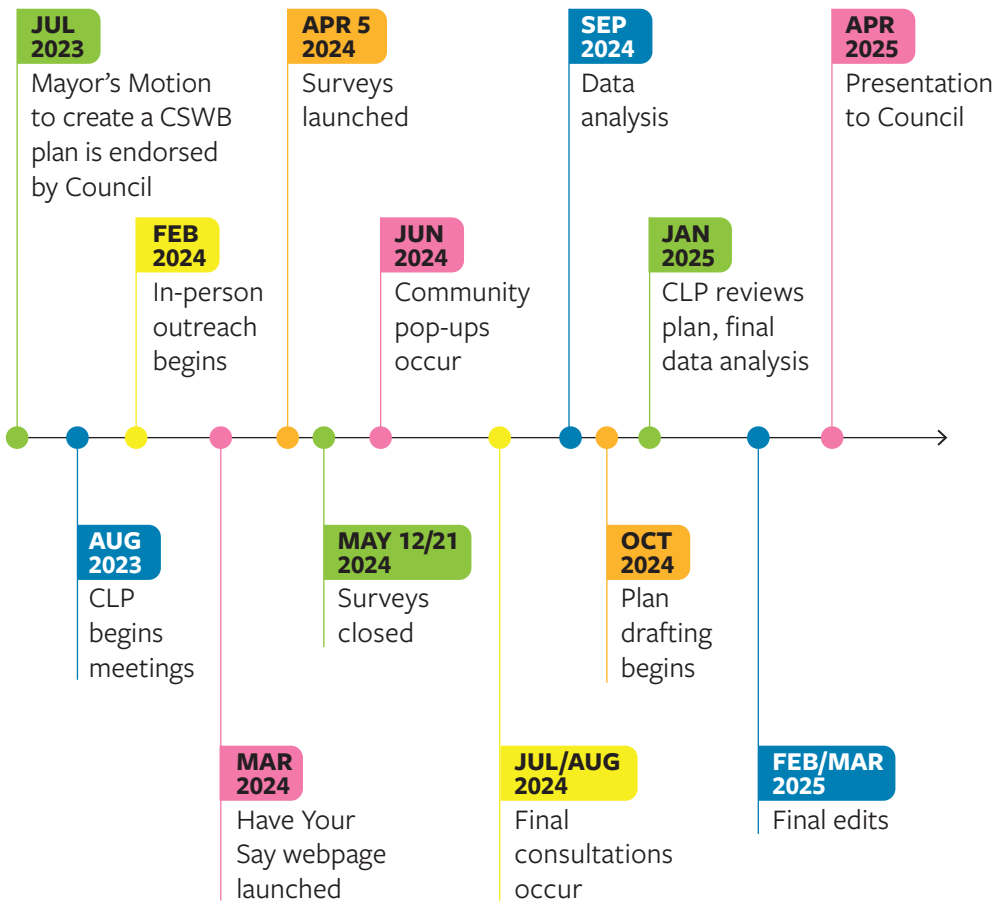 JUL
2023
Mayor’s Motion
to create a CSWB
plan is endorsed
by Council
AUG
2023
CLP
begins
meetings
FEB
2024
In-person
outreach
begins
MAR
2024
Have Your
Say webpage
launched
APR 5
2024
Surveys
launched
MAY 12/21
2024
Surveys
closed
JUN
2024
Community
pop-ups
occur
JUL/AUG
2024
Final
consultations
occur
SEP
2024
Data
analysis
OCT
2024
Plan
drafting
begins
JAN
2025
CLP reviews
plan, final
data analysis
FEB/MAR
2025
Final edits
APR
2025
Presentation
to Council